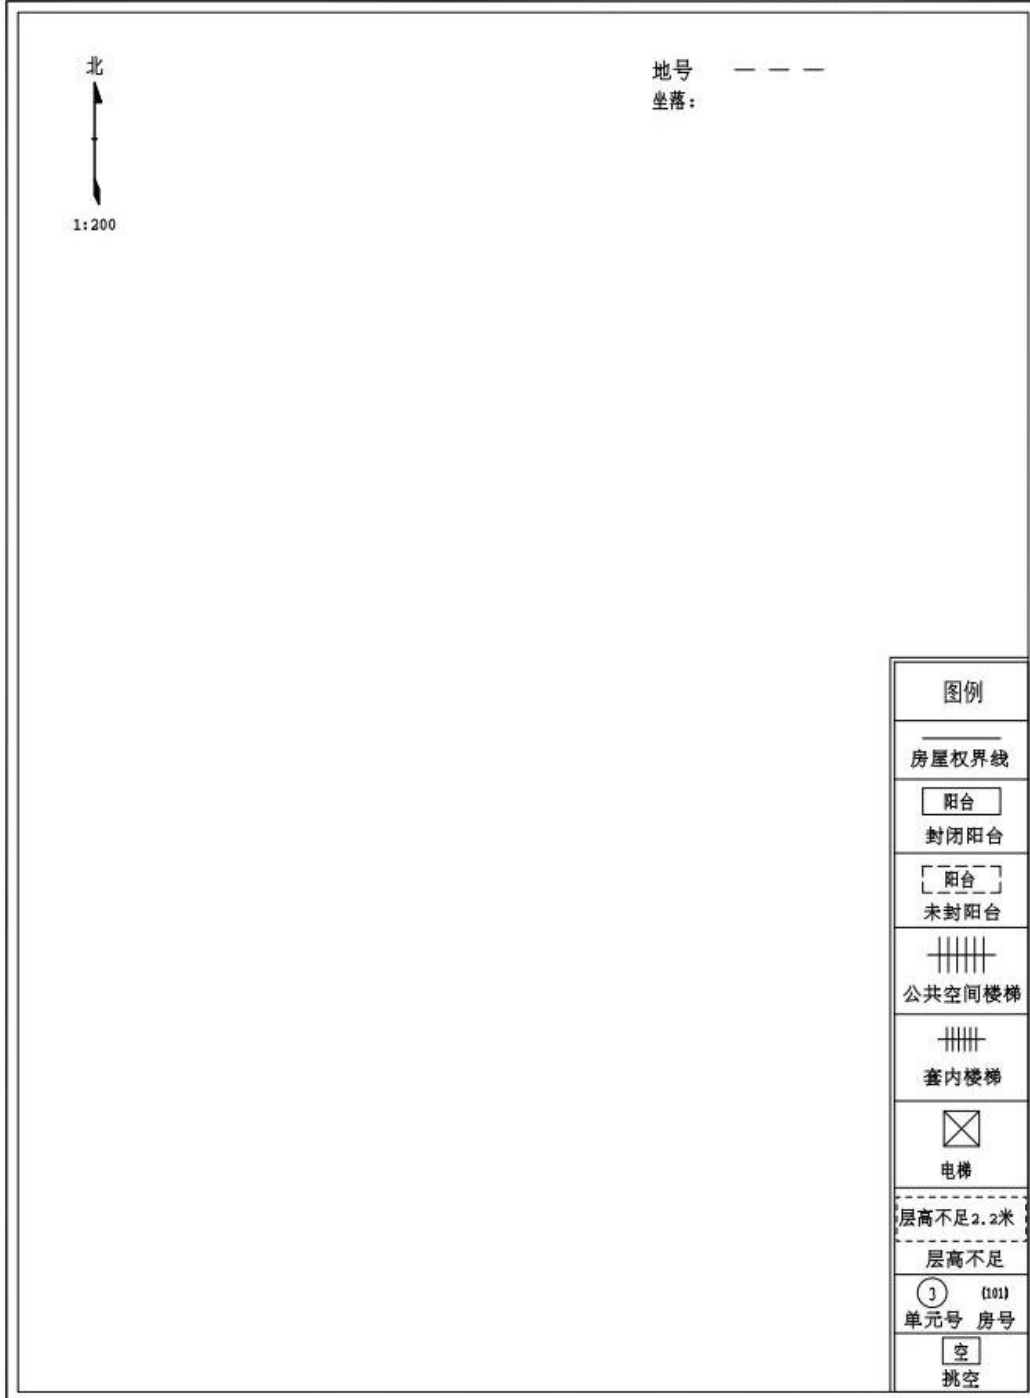 北
1:200
地号 — — —
坐落:
图例
房屋权界线
阳台
封闭阳台
阳台
未封阳台
公共空间楼梯
套内楼梯
电梯
层高不足2.2米
层高不足
3 (101)
单元号 房号
空
挑空